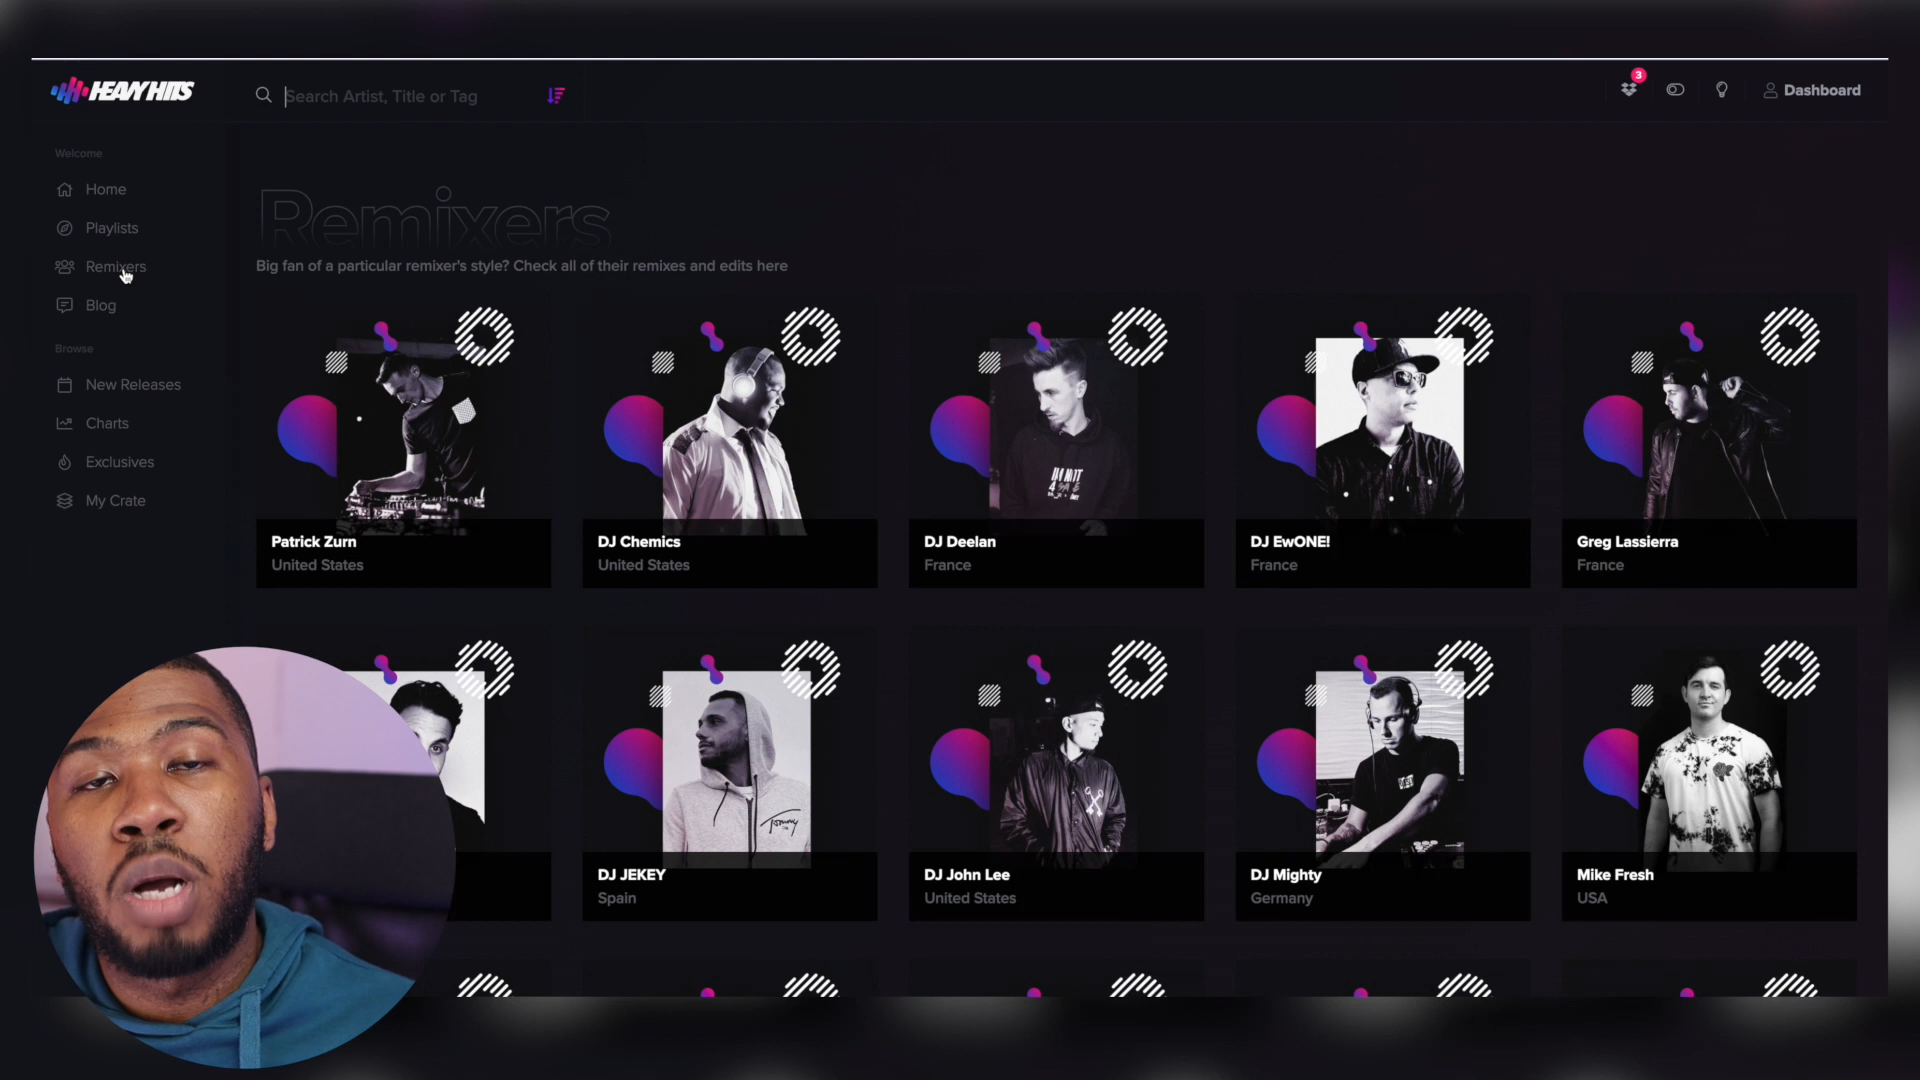 HEAVY HITS
Search Artist, Title or Tag
3
Dashboard
Welcome
Home
Playlists
Remixers
Blog
Browse
New Releases
Charts
Exclusives
My Crate
Remixers
Big fan of a particular remixer's style? Check all of their remixes and edits here
Patrick Zurn
United States
DJ Chemics
United States
DJ Deelan
France
DJ EwONE!
France
Greg Lassierra
France
DJ JEKEY
Spain
DJ John Lee
United States
DJ Mighty
Germany
Mike Fresh
USA
Tommy